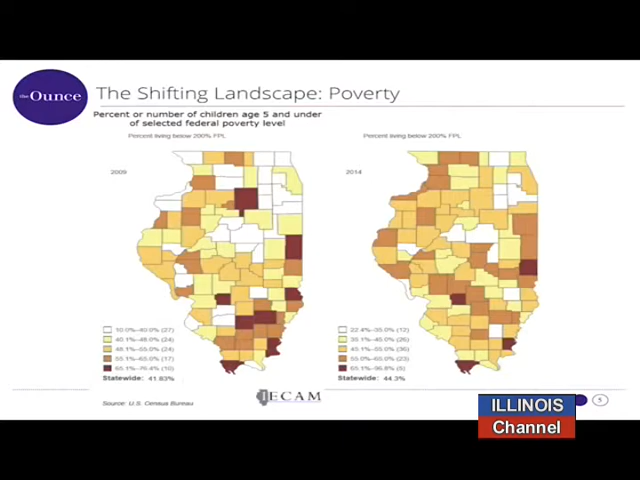 the Ounce
The Shifting Landscape: Poverty
Percent or number of children age 5 and under
of selected federal poverty level
Percent living below 200% FPL
Percent living below 200% FPL
2009
2014
10.0%-40.0% (27)
40.1%-48.0% (24)
48.1%-55.0% (24)
55.1%-65.0% (17)
65.1%-76.4% (10)
Statewide: 41.83%
22.4%-35.0% (12)
35.1%-45.0% (26)
45.1%-55.0% (36)
55.0%-65.0% (23)
65.1%-96.8% (5)
Statewide: 44.3%
Source: U.S. Census Bureau
IECAM
5
ILLINOIS
Channel